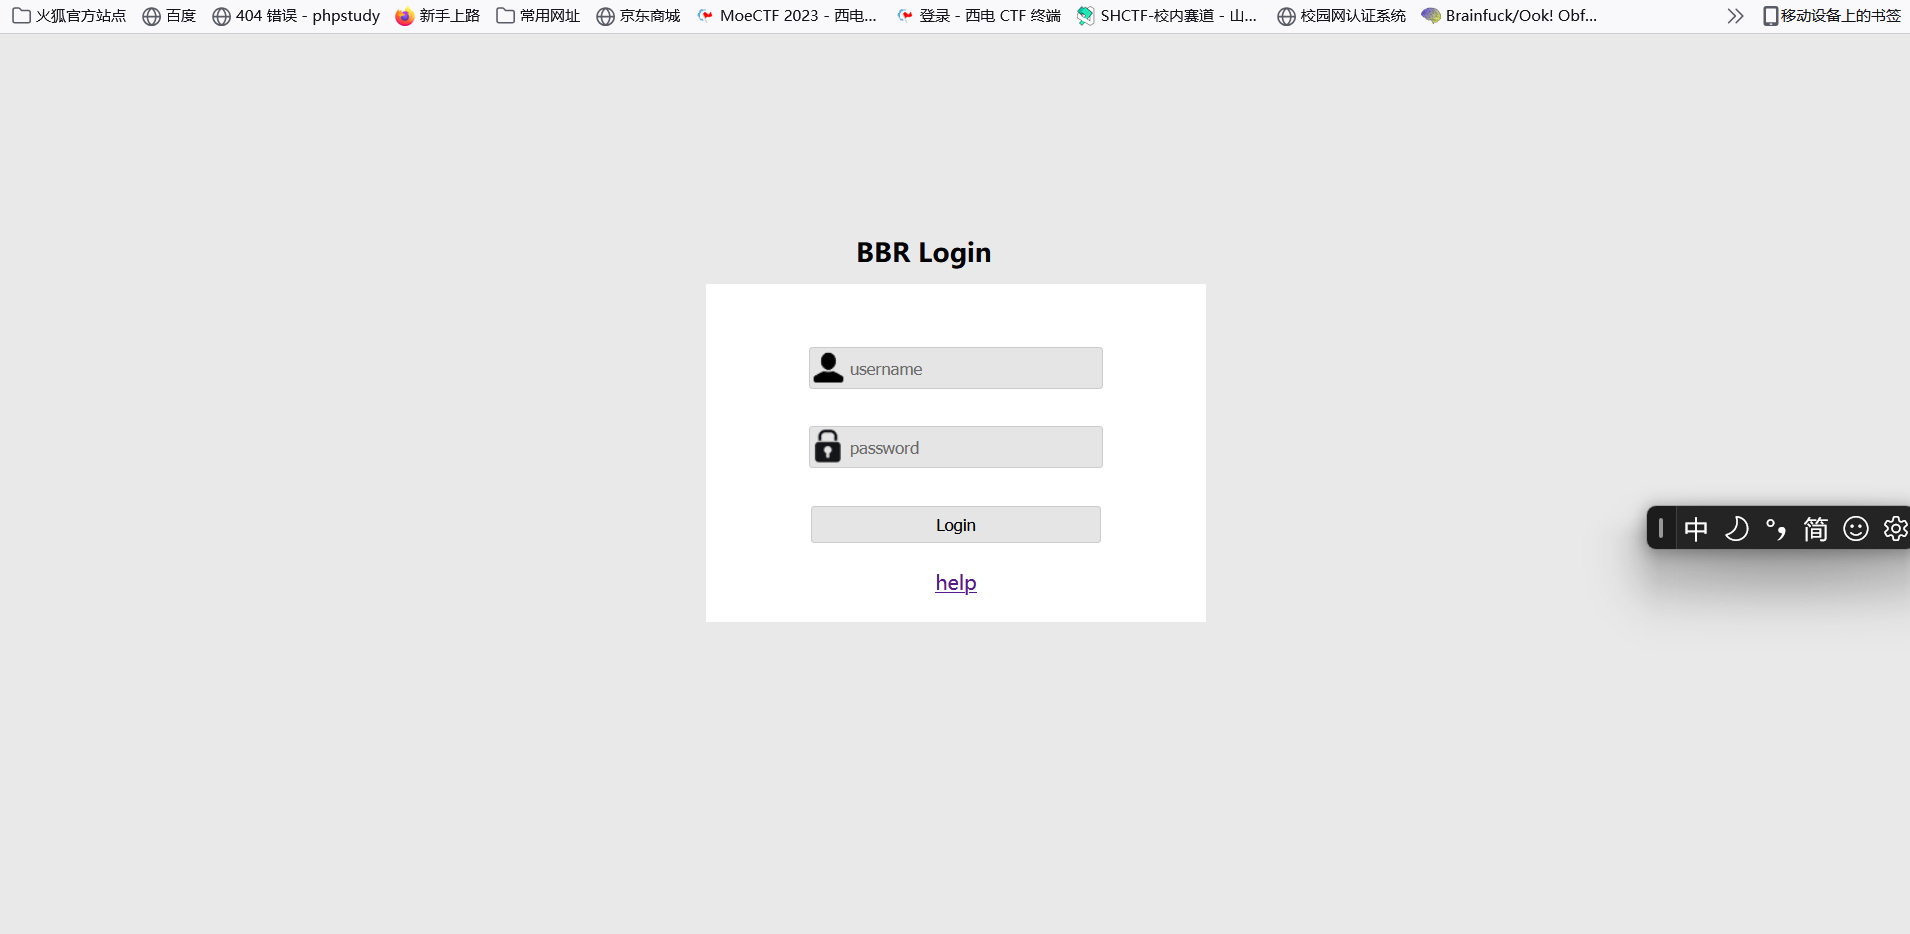 火狐官方站点 百度 404 错误 - phpstudy 新手上路 常用网址 京东商城 MoeCTF 2023 - 西电... 登录 - 西电 CTF 终端 SHCTF-校内赛道 - 山... 校园网认证系统 Brainfuck/Ook! Obf... 移动设备上的书签
BBR Login
username
password
Login
中 简
help